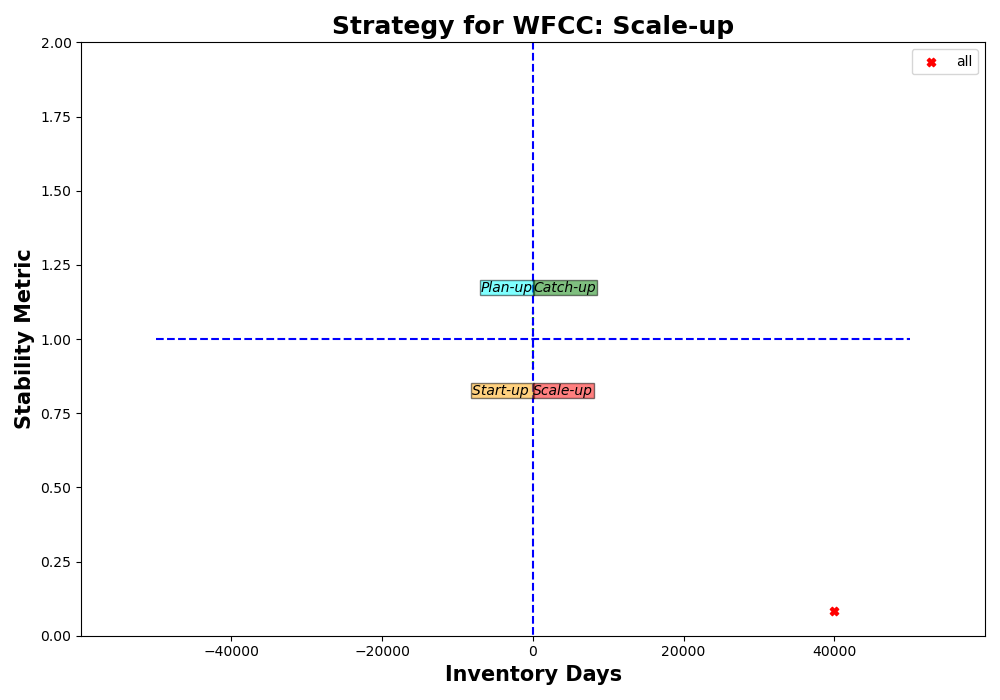 Strategy for WFCC: Scale-up
2.00
all
1.75
1.50
1.25
Plan-up Catch-up
1.00
Start-up Scale-up
0.75
0.50
0.25
0.00
−40000 −20000 0 20000 40000
Stability Metric
Inventory Days